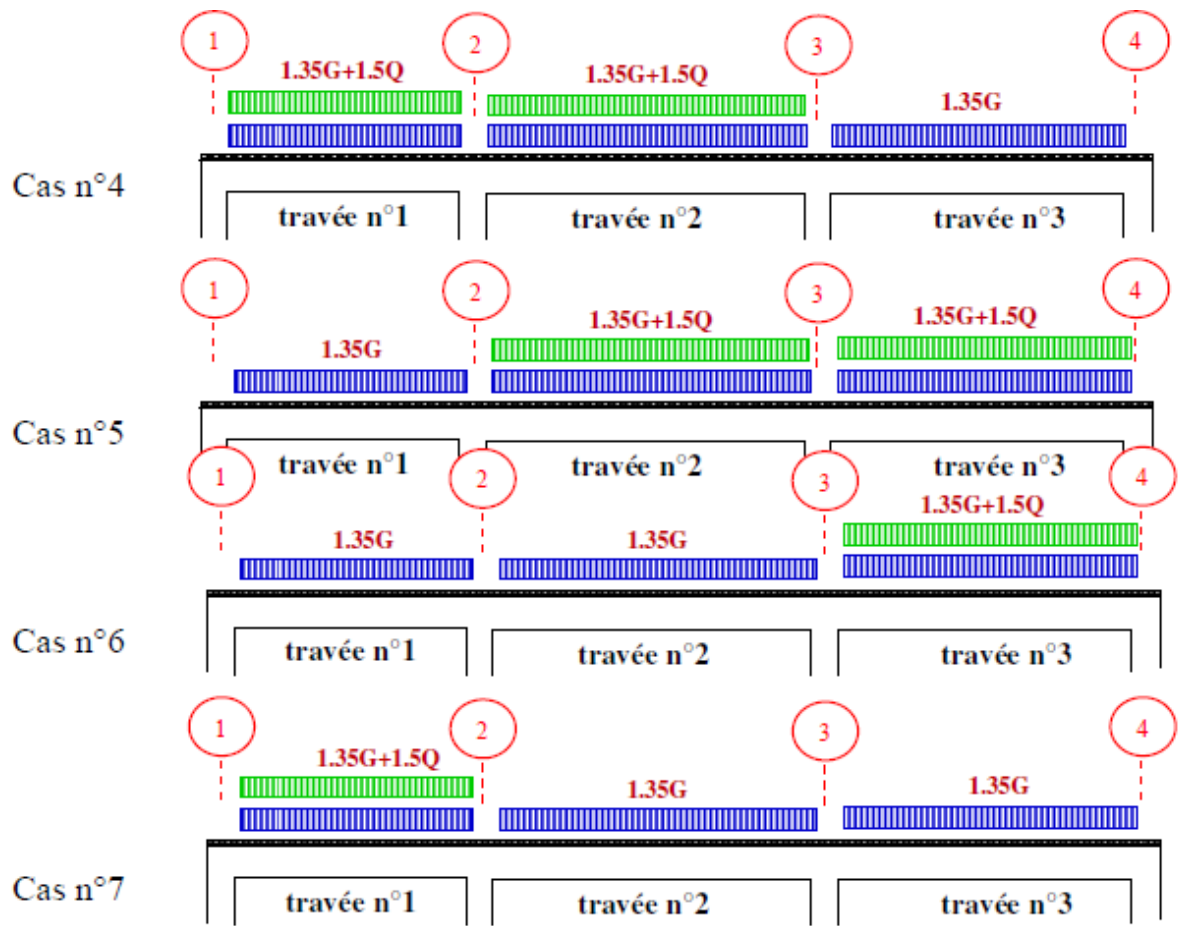 1 2 3 4
1.35G+1.5Q 1.35G+1.5Q 1.35G
Cas n°4
travée n°1 travée n°2 travée n°3
1 2 3 4
1.35G 1.35G+1.5Q 1.35G+1.5Q
Cas n°5
travée n°1 travée n°2 travée n°3
1 2 3 4
1.35G 1.35G 1.35G+1.5Q
Cas n°6
travée n°1 travée n°2 travée n°3
1 2 3 4
1.35G+1.5Q 1.35G 1.35G
Cas n°7
travée n°1 travée n°2 travée n°3